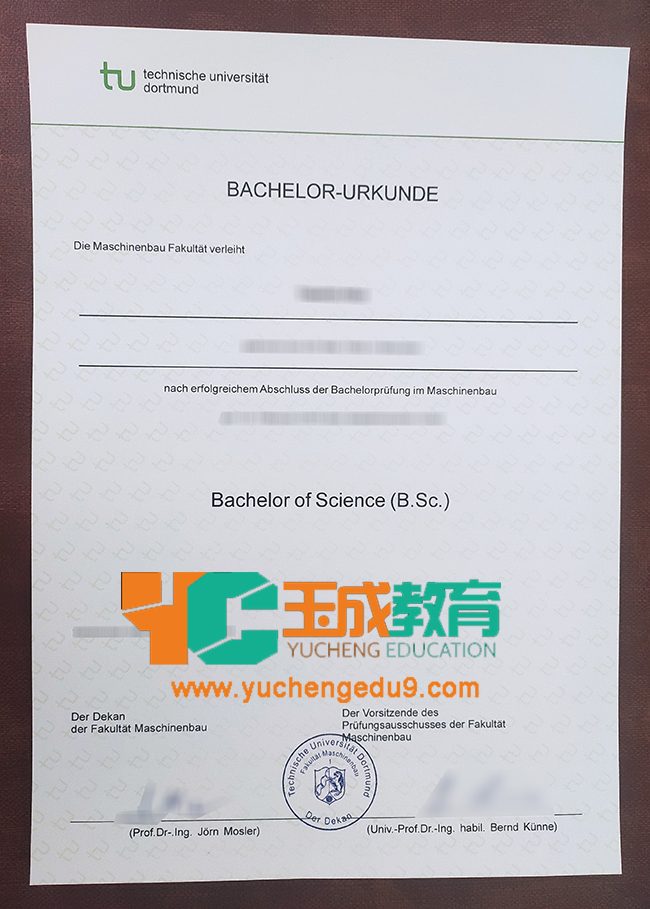 tu technische universität
dortmund
BACHELOR-URKUNDE
Die Maschinenbau Fakultät verleiht
nach erfolgreichem Abschluss der Bachelorprüfung im Maschinenbau
Bachelor of Science (B.Sc.)
YC 玉成教育
YUCHENG EDUCATION
www.yuchengedu9.com
Der Dekan
der Fakultät Maschinenbau
Der Vorsitzende des
Prüfungsausschusses der Fakultät
Maschinenbau
Technische Universität Dortmund
Fakultät Maschinenbau
1
Der Dekan
(Prof.Dr-.Ing. Jörn Mosler)
(Univ.-Prof.Dr.-Ing. habil. Bernd Künne)